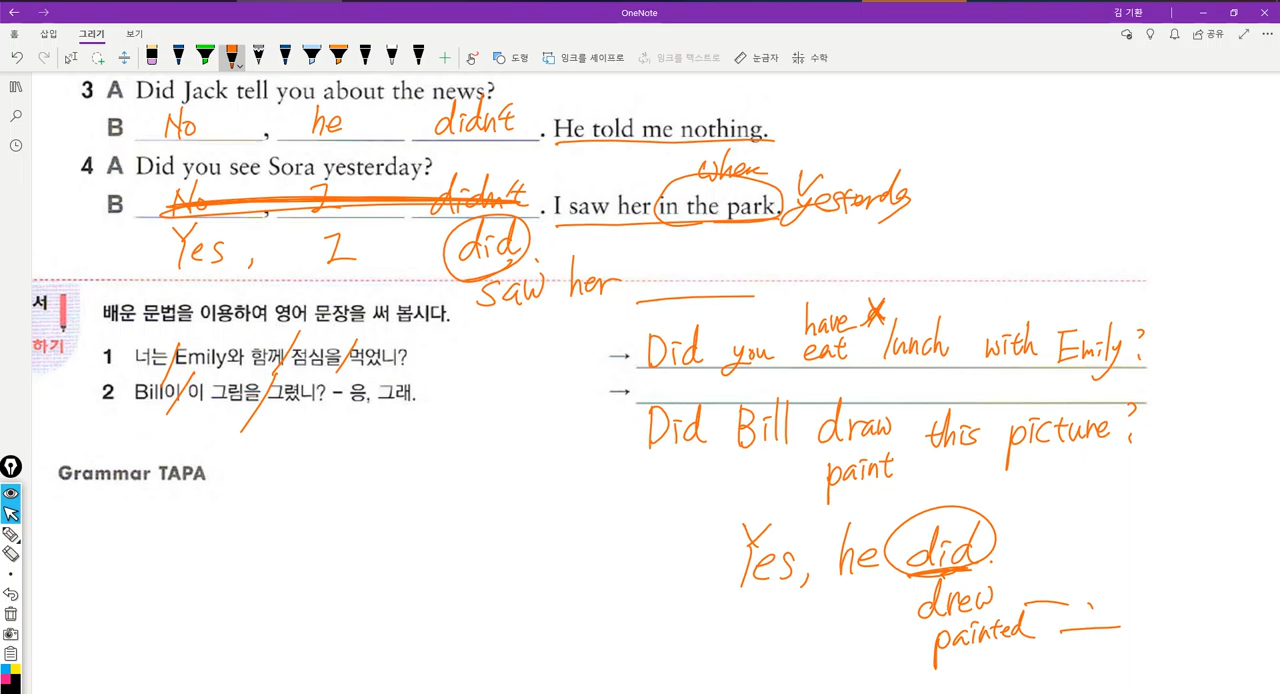 OneNote
김 기환
홈 삽입 그리기 보기
공유
도형 잉크를 셰이프로 잉크를 텍스트로 눈금자 수학
3 A Did Jack tell you about the news?
B No , he didn't . He told me nothing.
4 A Did you see Sora yesterday?
when
B No , I didn't . I saw her in the park.
Yes, I did.
saw her
서
하기
배운 문법을 이용하여 영어 문장을 써 봅시다.
have
1 너는 Emily와 함께 점심을 먹었니? → Did you eat lunch with Emily?
2 Bill이 이 그림을 그렸니? – 응, 그래. →
Did Bill draw this picture?
paint
Grammar TAPA
Yes, he did.
drew
painted